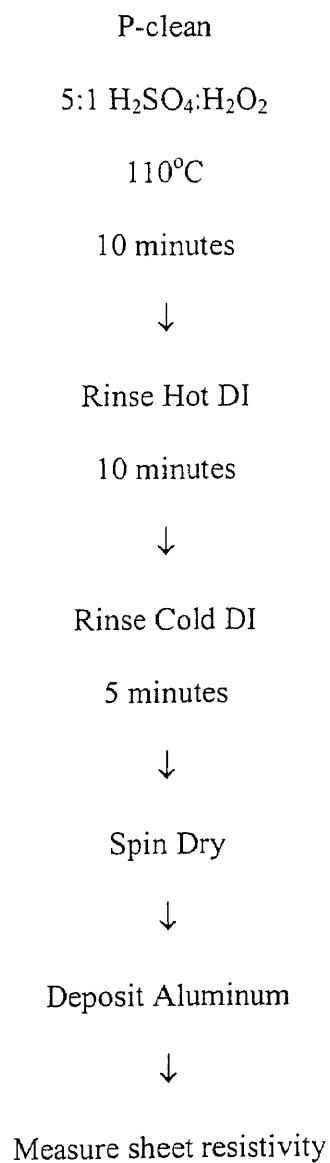 P-clean
5:1 H₂SO₄:H₂O₂
110°C
10 minutes
↓
Rinse Hot DI
10 minutes
↓
Rinse Cold DI
5 minutes
↓
Spin Dry
↓
Deposit Aluminum
↓
Measure sheet resistivity